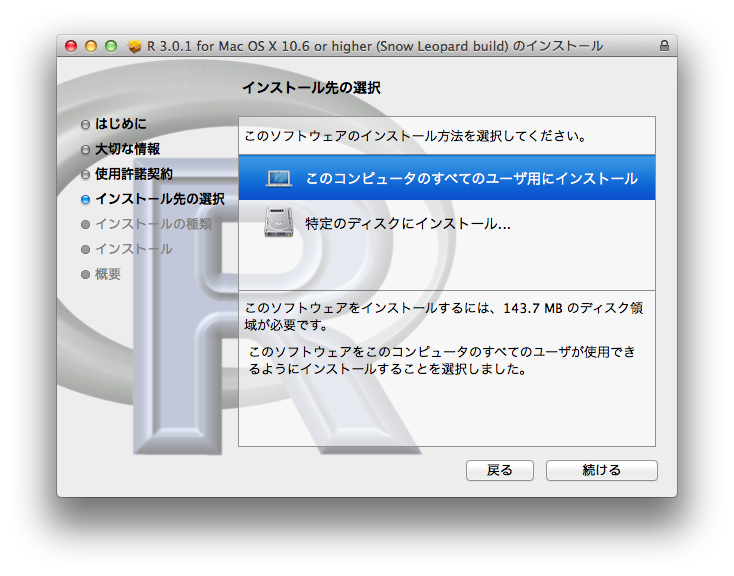 R 3.0.1 for Mac OS X 10.6 or higher (Snow Leopard build) のインストール
インストール先の選択
はじめに
大切な情報
使用許諾契約
インストール先の選択
インストールの種類
インストール
概要
このソフトウェアのインストール方法を選択してください。
このコンピュータのすべてのユーザ用にインストール
特定のディスクにインストール...
このソフトウェアをインストールするには、143.7 MB のディスク領
域が必要です。
このソフトウェアをこのコンピュータのすべてのユーザが使用でき
るようにインストールすることを選択しました。
戻る
続ける
R